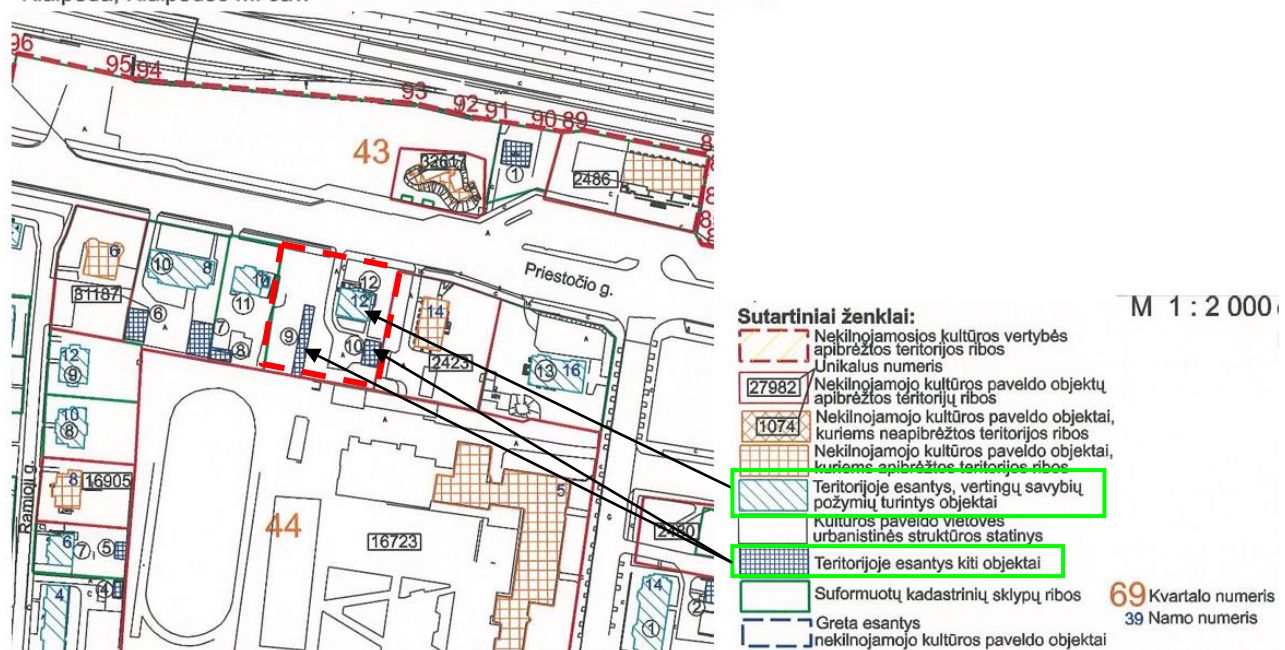 96
95 94
93
92
91
90 89
43
32617
1
2486
Priestočio g.
6
31187
6
10
8
7
8
10
11
9
12
12
10
14
2423
13
16
12
9
10
8
8
16905
6
7
5
4
4
Ramioji g.
44
16723
5
2480
14
1
2
M 1 : 2 000
Sutartiniai ženklai:
Nekilnojamosios kultūros vertybės
apibrėžtos teritorijos ribos
Unikalus numeris
27982
Nekilnojamojo kultūros paveldo objektų
apibrėžtos teritorijų ribos
1074
Nekilnojamojo kultūros paveldo objektai,
kuriems neapibrėžtos teritorijos ribos
Nekilnojamojo kultūros paveldo objektai,
kuriems apibrėžtos teritorijos ribos
Teritorijoje esantys, vertingų savybių
požymių turintys objektai
Kultūros paveldo vietovės
urbanistinės struktūros statinys
Teritorijoje esantys kiti objektai
Suformuotų kadastrinių sklypų ribos
Greta esantys
nekilnojamojo kultūros paveldo objektai
69 Kvartalo numeris
39 Namo numeris